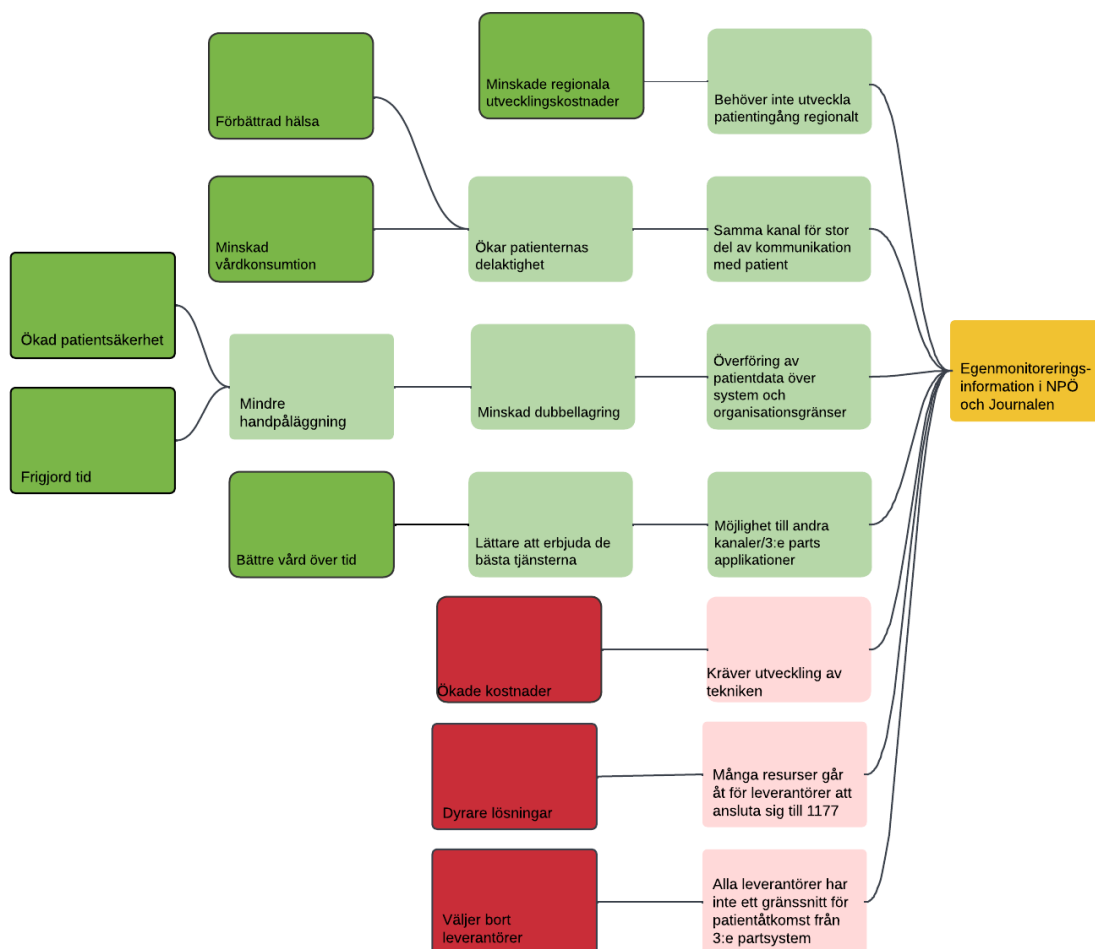 Minskade regionala
utvecklingskostnader
Behöver inte utveckla
patientingång regionalt
Förbättrad hälsa
Minskad
vårdkonsumtion
Ökar patienternas
delaktighet
Samma kanal för stor
del av kommunikation
med patient
Ökad patientsäkerhet
Frigjord tid
Mindre
handpåläggning
Minskad dubbellagring
Överföring av
patientdata över
system och
organisationsgränser
Egenmonitorerings-
information i NPÖ
och Journalen
Bättre vård över tid
Lättare att erbjuda de
bästa tjänsterna
Möjlighet till andra
kanaler/3:e parts
applikationer
Ökade kostnader
Kräver utveckling av
tekniken
Dyrare lösningar
Många resurser går
åt för leverantörer att
ansluta sig till 1177
Väljer bort
leverantörer
Alla leverantörer har
inte ett gränssnitt för
patientåtkomst från
3:e partsystem